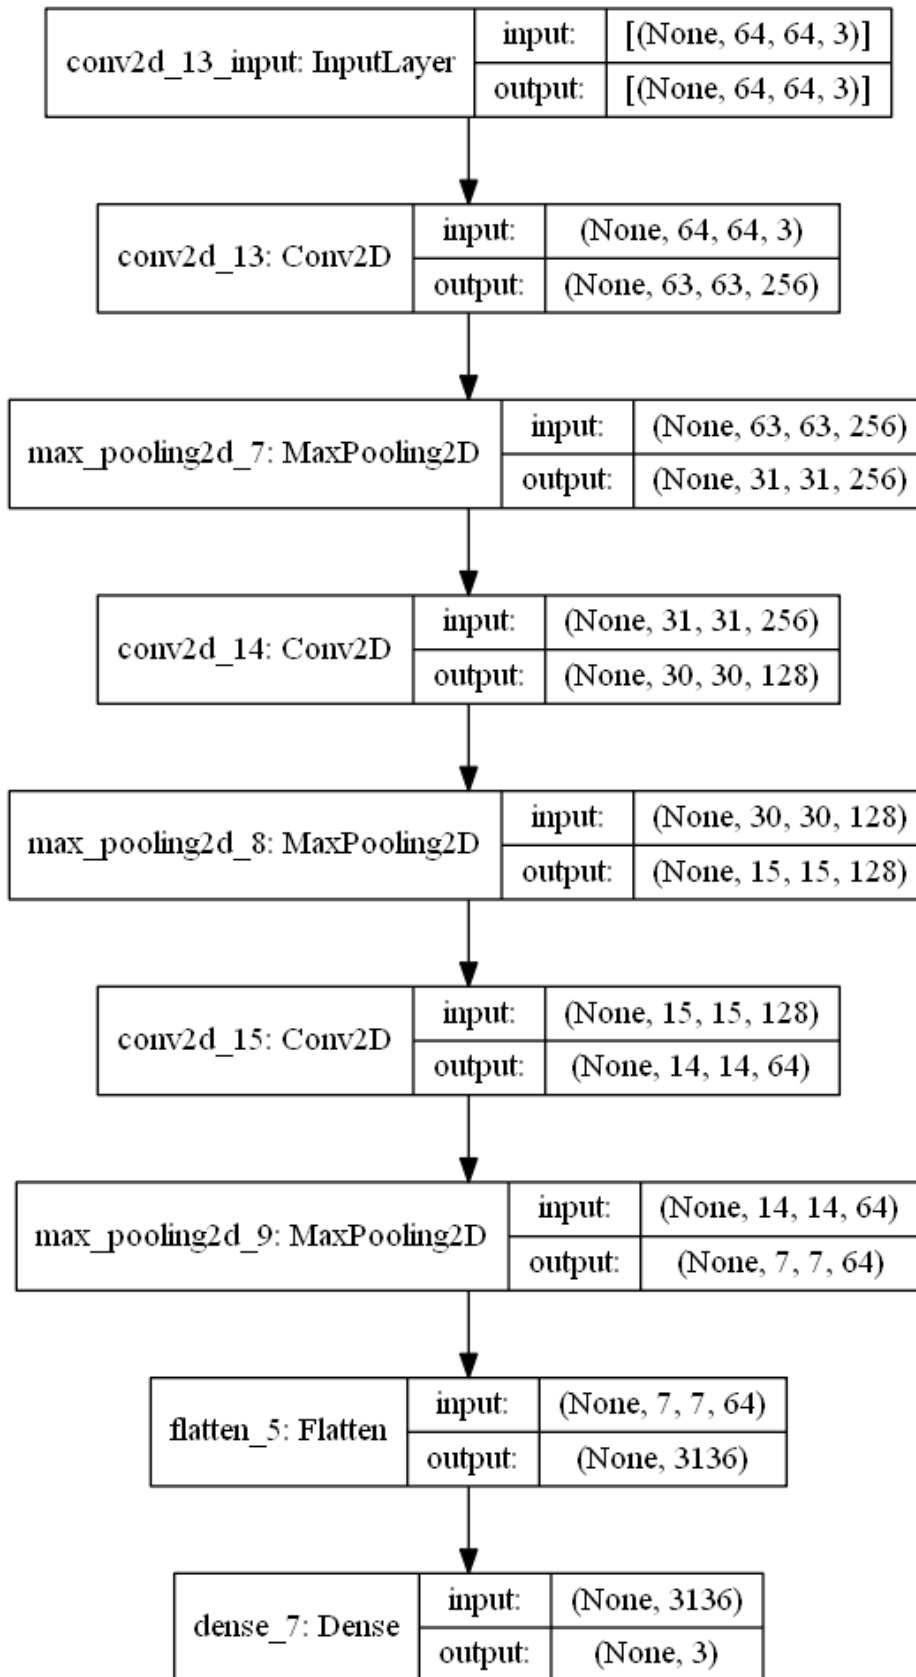 conv2d_13_input: InputLayer
input: [(None, 64, 64, 3)]
output: [(None, 64, 64, 3)]
conv2d_13: Conv2D
input: (None, 64, 64, 3)
output: (None, 63, 63, 256)
max_pooling2d_7: MaxPooling2D
input: (None, 63, 63, 256)
output: (None, 31, 31, 256)
conv2d_14: Conv2D
input: (None, 31, 31, 256)
output: (None, 30, 30, 128)
max_pooling2d_8: MaxPooling2D
input: (None, 30, 30, 128)
output: (None, 15, 15, 128)
conv2d_15: Conv2D
input: (None, 15, 15, 128)
output: (None, 14, 14, 64)
max_pooling2d_9: MaxPooling2D
input: (None, 14, 14, 64)
output: (None, 7, 7, 64)
flatten_5: Flatten
input: (None, 7, 7, 64)
output: (None, 3136)
dense_7: Dense
input: (None, 3136)
output: (None, 3)